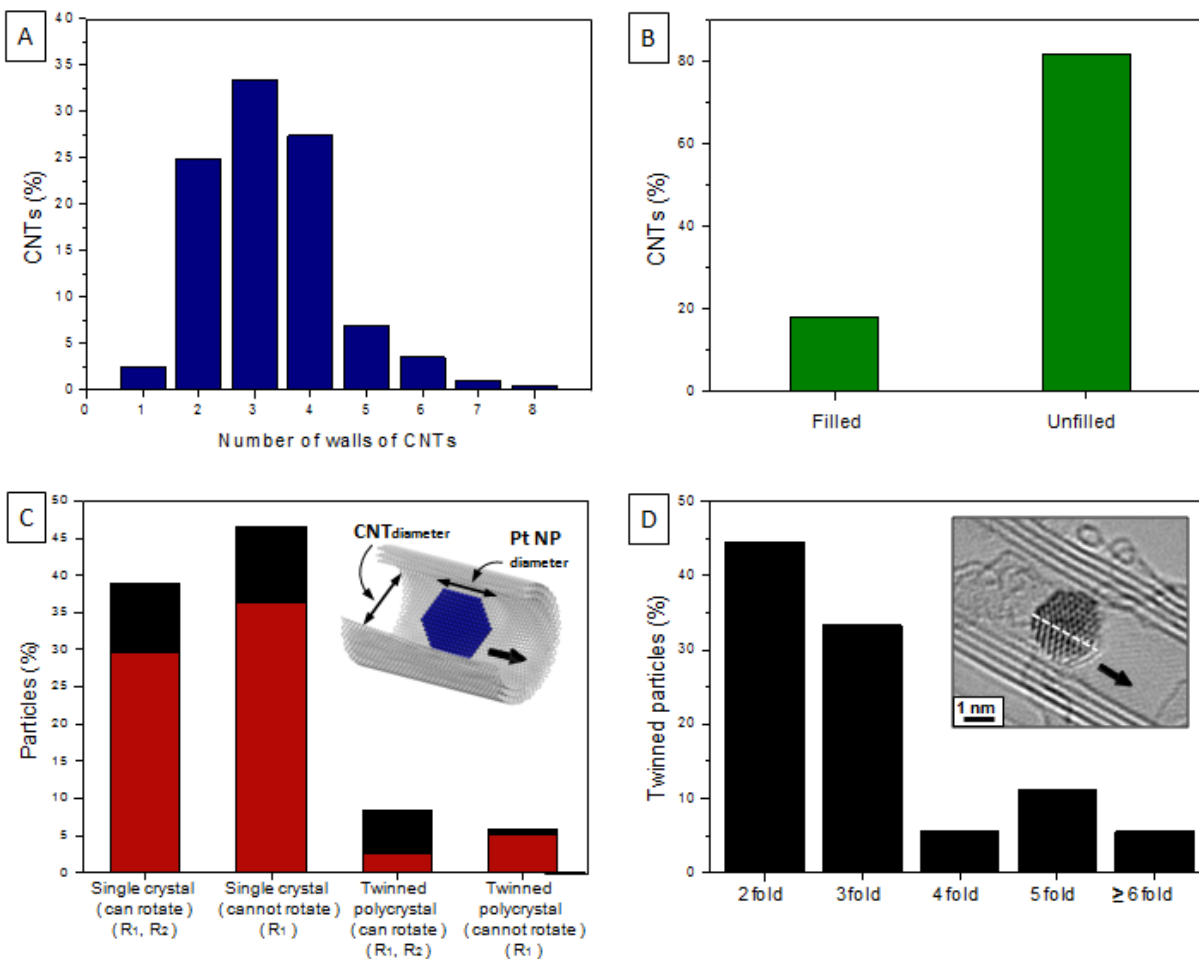 A
CNTs (%)
40
35
30
25
20
15
10
5
0
0 1 2 3 4 5 6 7 8
Number of walls of CNTs
B
CNTs (%)
80
60
40
20
0
Filled Unfilled
C
Particles (%)
50
45
40
35
30
25
20
15
10
5
0
CNTdiameter
Pt NP
diameter
Single crystal
(can rotate)
(R₁, R₂)
Single crystal
(cannot rotate)
(R₁)
Twinned
polycrystal
(can rotate)
(R₁, R₂)
Twinned
polycrystal
(cannot rotate)
(R₁)
D
Twinned particles (%)
50
40
30
20
10
0
1 nm
2 fold 3 fold 4 fold 5 fold ≥ 6 fold